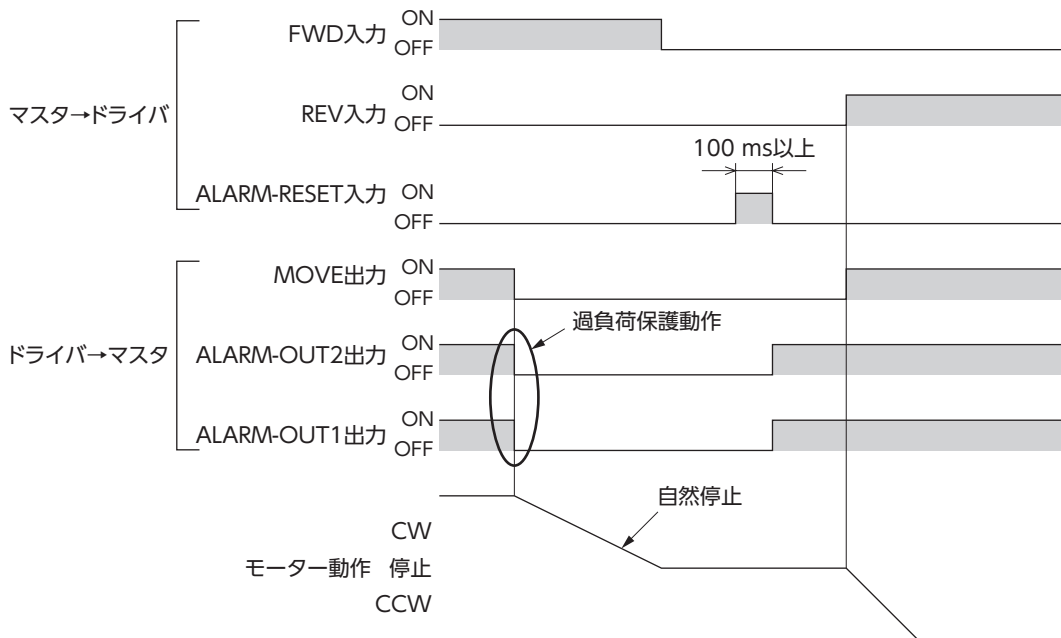 ON
FWD入力
OFF
マスタ→ドライバ
ON
REV入力
OFF
100 ms以上
ALARM-RESET入力
ON
OFF
MOVE出力
ON
OFF
過負荷保護動作
ドライバ→マスタ
ALARM-OUT2出力
ON
OFF
ALARM-OUT1出力
ON
OFF
自然停止
CW
モーター動作 停止
CCW